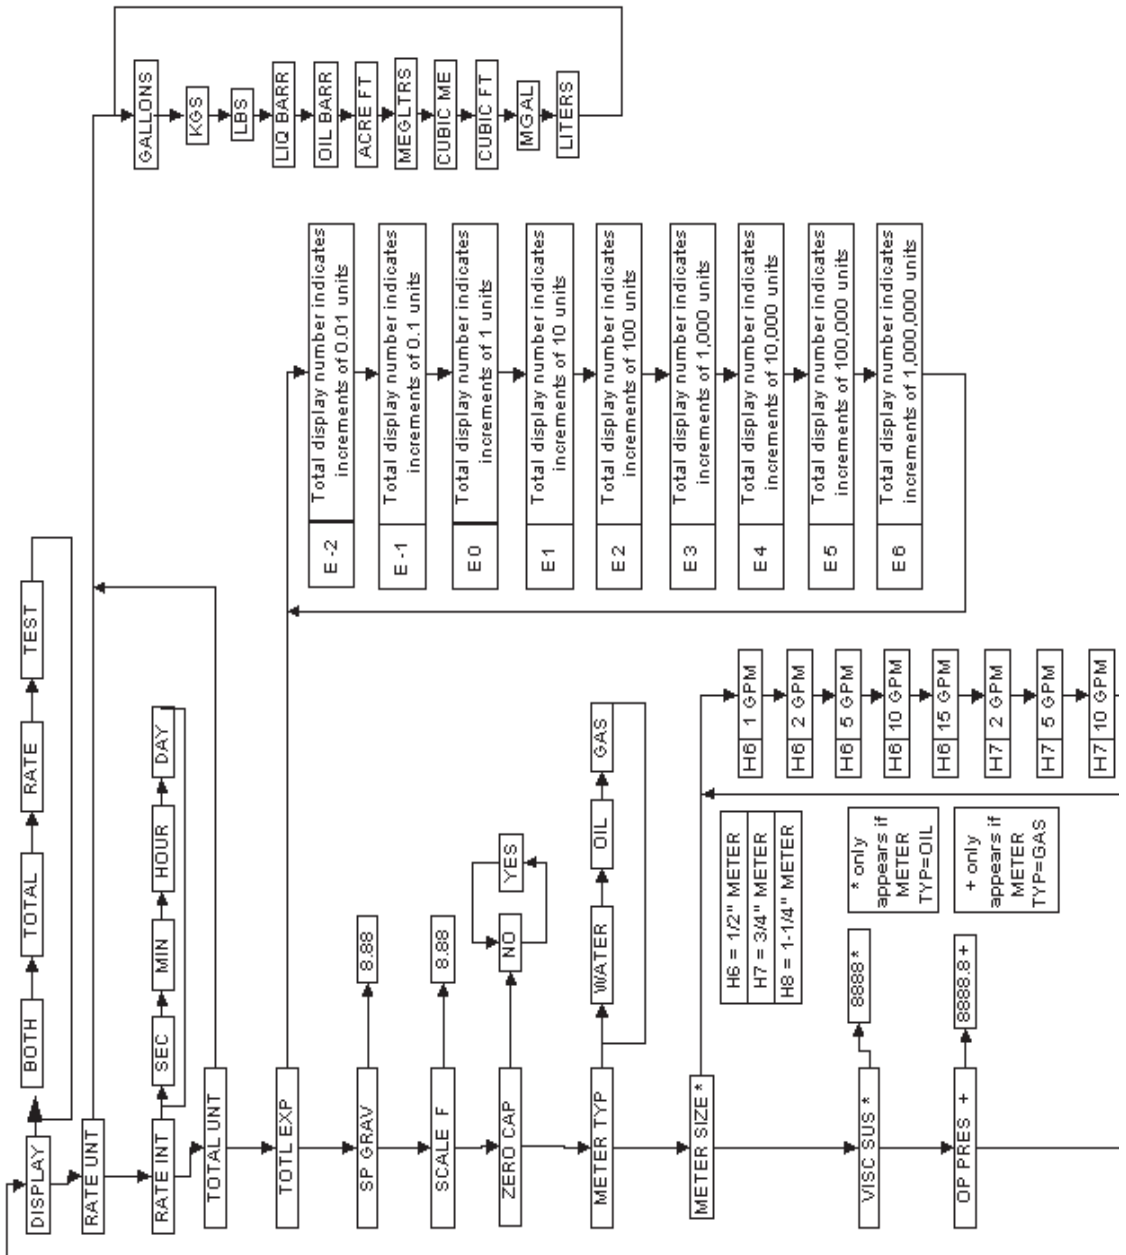 DISPLAY
BOTH
TOTAL
RATE
TEST
RATE UNT
GALLONS
KGS
LBS
LIQ BARR
OIL BARR
ACRE FT
MEGLTRS
CUBIC ME
CUBIC FT
MGAL
LITERS
RATE INT
SEC
MIN
HOUR
DAY
TOTAL UNT
TOTL EXP
E -2
Total display number indicates
increments of 0.01 units
E -1
Total display number indicates
increments of 0.1 units
E 0
Total display number indicates
increments of 1 units
E 1
Total display number indicates
increments of 10 units
E 2
Total display number indicates
increments of 100 units
E 3
Total display number indicates
increments of 1,000 units
E 4
Total display number indicates
increments of 10,000 units
E 5
Total display number indicates
increments of 100,000 units
E 6
Total display number indicates
increments of 1,000,000 units
SP GRAV
8.88
SCALE F
8.88
ZERO CAP
NO
YES
METER TYP
WATER
OIL
GAS
METER SIZE *
H6 = 1/2" METER
H7 = 3/4" METER
H8 = 1-1/4" METER
H6 1 GPM
H6 2 GPM
H6 5 GPM
H6 10 GPM
H6 15 GPM
H7 2 GPM
H7 5 GPM
H7 10 GPM
VISC SUS *
8888 *
* only
appears if
METER
TYP=OIL
OP PRES +
8888.8 +
+ only
appears if
METER
TYP=GAS